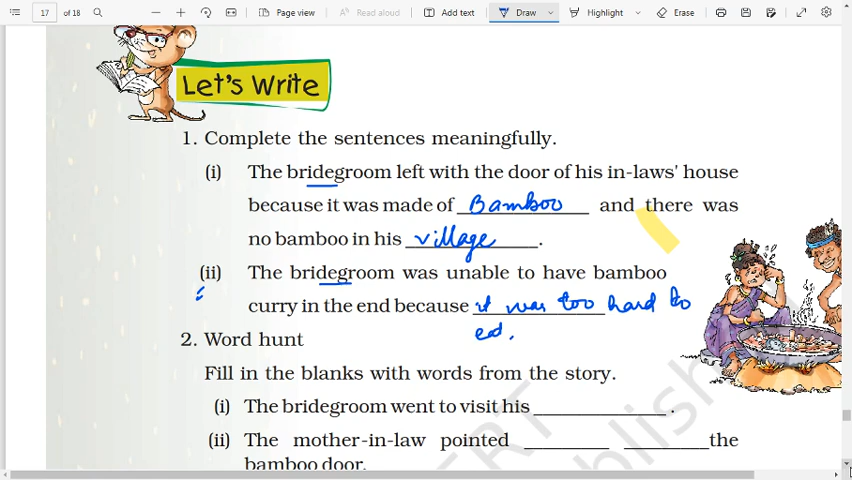 17 of 18 Page view Read aloud Add text Draw Highlight Erase
Let's Write
1. Complete the sentences meaningfully.
(i) The bridegroom left with the door of his in-laws' house
because it was made of Bamboo and there was
no bamboo in his village.
(ii) The bridegroom was unable to have bamboo
curry in the end because it was too hard to
eat.
2. Word hunt
Fill in the blanks with words from the story.
(i) The bridegroom went to visit his ____________.
(ii) The mother-in-law pointed ________ ________the
bamboo door.